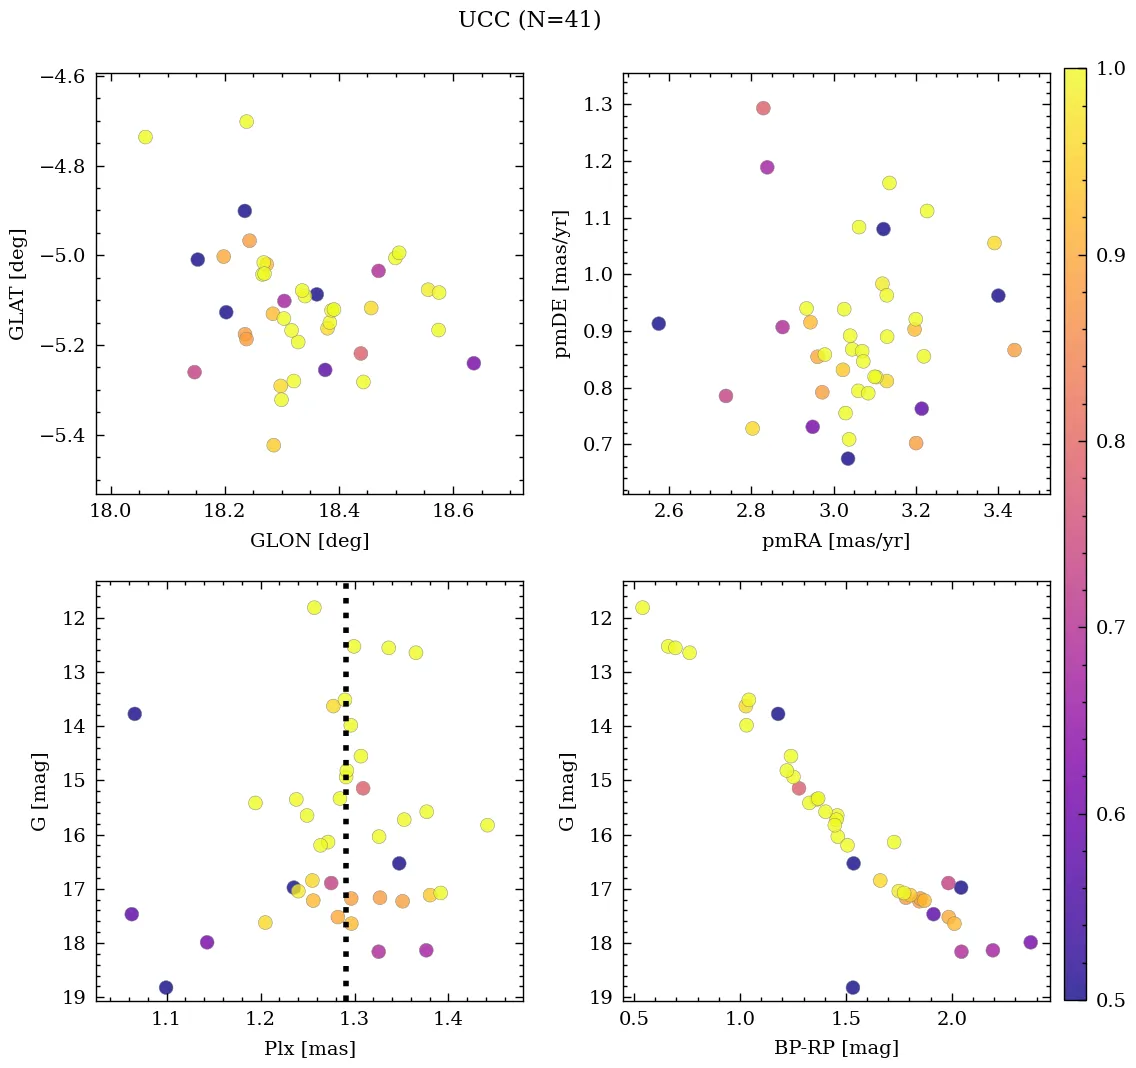 UCC (N=41)
−4.6
−4.8
−5.0
−5.2
−5.4
GLAT [deg]
18.0 18.2 18.4 18.6
GLON [deg]
1.3
1.2
1.1
1.0
0.9
0.8
0.7
pmDE [mas/yr]
2.6 2.8 3.0 3.2 3.4
pmRA [mas/yr]
12
13
14
15
16
17
18
19
G [mag]
1.1 1.2 1.3 1.4
Plx [mas]
12
13
14
15
16
17
18
19
G [mag]
0.5 1.0 1.5 2.0
BP-RP [mag]
1.0
0.9
0.8
0.7
0.6
0.5